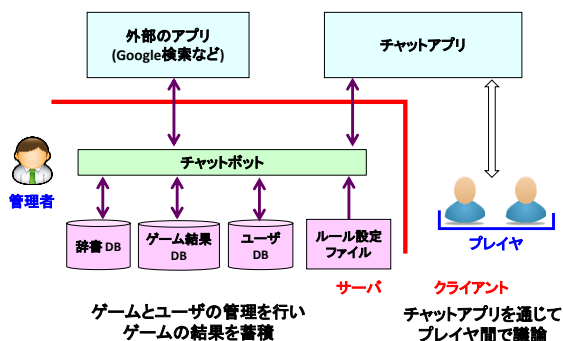 外部のアプリ
(Google検索など)
チャットアプリ
チャットボット
管理者
辞書 DB
ゲーム結果
DB
ユーザ
DB
ルール設定
ファイル
プレイヤ
サーバ
クライアント
ゲームとユーザの管理を行い
ゲームの結果を蓄積
チャットアプリを通じて
プレイヤ間で議論